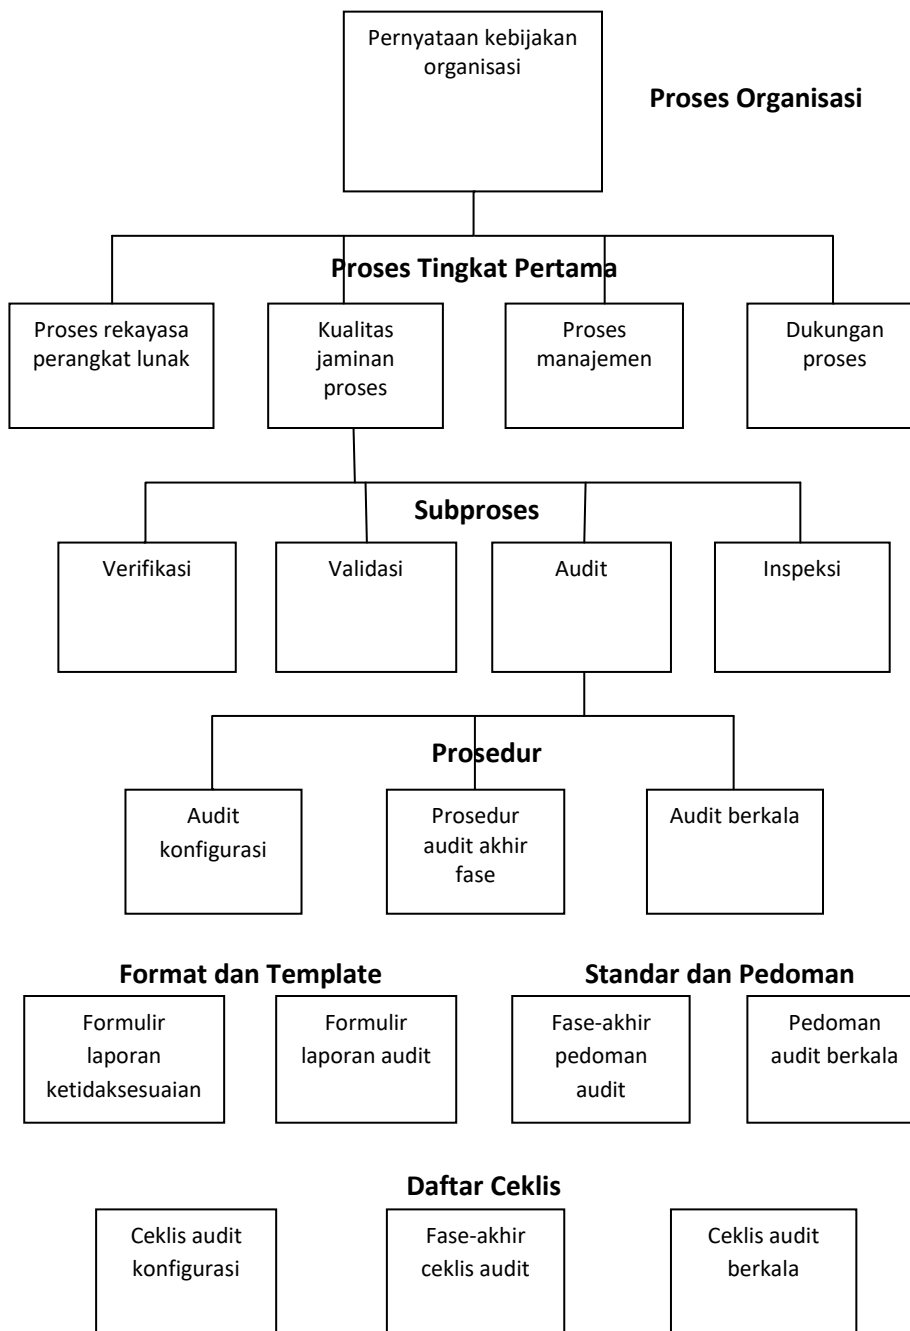 Pernyataan kebijakan
organisasi
Proses Organisasi
Proses Tingkat Pertama
Proses rekayasa
perangkat lunak
Kualitas
jaminan
proses
Proses
manajemen
Dukungan
proses
Subproses
Verifikasi
Validasi
Audit
Inspeksi
Prosedur
Audit
konfigurasi
Prosedur
audit akhir
fase
Audit berkala
Format dan Template
Standar dan Pedoman
Formulir
laporan
ketidaksesuaian
Formulir
laporan audit
Fase-akhir
pedoman
audit
Pedoman
audit berkala
Daftar Ceklis
Ceklis audit
konfigurasi
Fase-akhir
ceklis audit
Ceklis audit
berkala